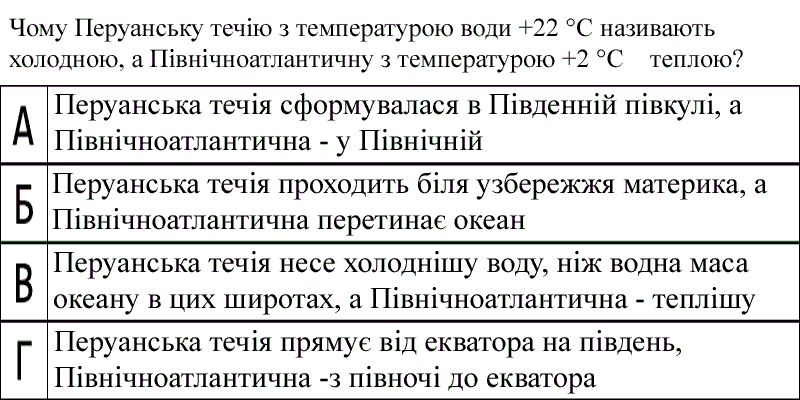 Чому Перуанську течію з температурою води +22 °С називають
холодною, а Північноатлантичну з температурою +2 °С теплою?
А
Перуанська течія сформувалася в Південній півкулі, а
Північноатлантична - у Північній
Б
Перуанська течія проходить біля узбережжя материка, а
Північноатлантична перетинає океан
В
Перуанська течія несе холоднішу воду, ніж водна маса
океану в цих широтах, а Північноатлантична - теплішу
Г
Перуанська течія прямує від екватора на південь,
Північноатлантична -з півночі до екватора